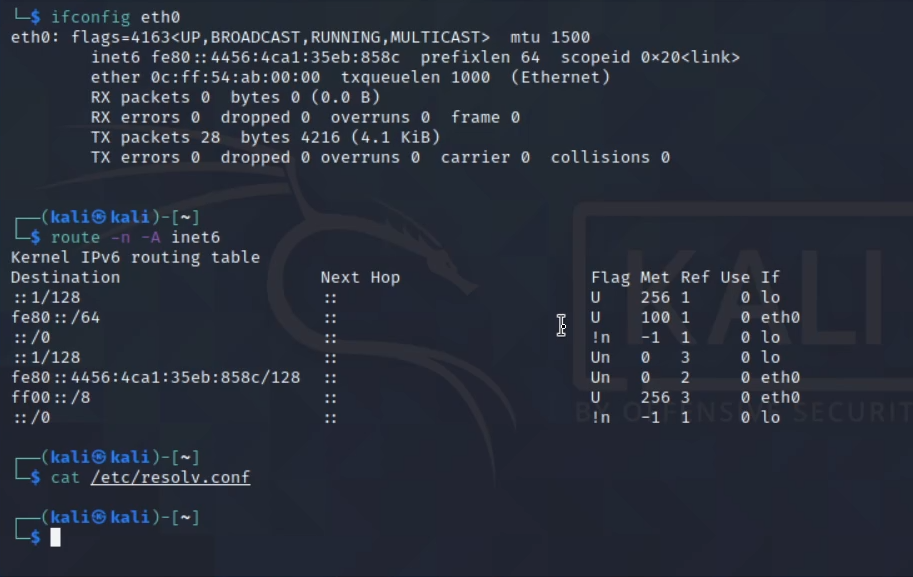 └─$ ifconfig eth0
eth0: flags=4163<UP,BROADCAST,RUNNING,MULTICAST>  mtu 1500
        inet6 fe80::4456:4ca1:35eb:858c  prefixlen 64  scopeid 0x20<link>
        ether 0c:ff:54:ab:00:00  txqueuelen 1000  (Ethernet)
        RX packets 0  bytes 0 (0.0 B)
        RX errors 0  dropped 0  overruns 0  frame 0
        TX packets 28  bytes 4216 (4.1 KiB)
        TX errors 0  dropped 0 overruns 0  carrier 0  collisions 0
┌──(kali㉿kali)-[~]
└─$ route -n -A inet6
Kernel IPv6 routing table
Destination                    Next Hop                   Flag Met Ref Use If
::1/128                        ::                         U    256 1     0 lo
fe80::/64                      ::                         U    100 1     0 eth0
::/0                           ::                         !n   -1  1     0 lo
::1/128                        ::                         Un   0   3     0 lo
fe80::4456:4ca1:35eb:858c/128  ::                         Un   0   2     0 eth0
ff00::/8                       ::                         U    256 3     0 eth0
::/0                           ::                         !n   -1  1     0 lo
┌──(kali㉿kali)-[~]
└─$ cat /etc/resolv.conf
┌──(kali㉿kali)-[~]
└─$
KALI
BY OFFENSIVE SECURIT